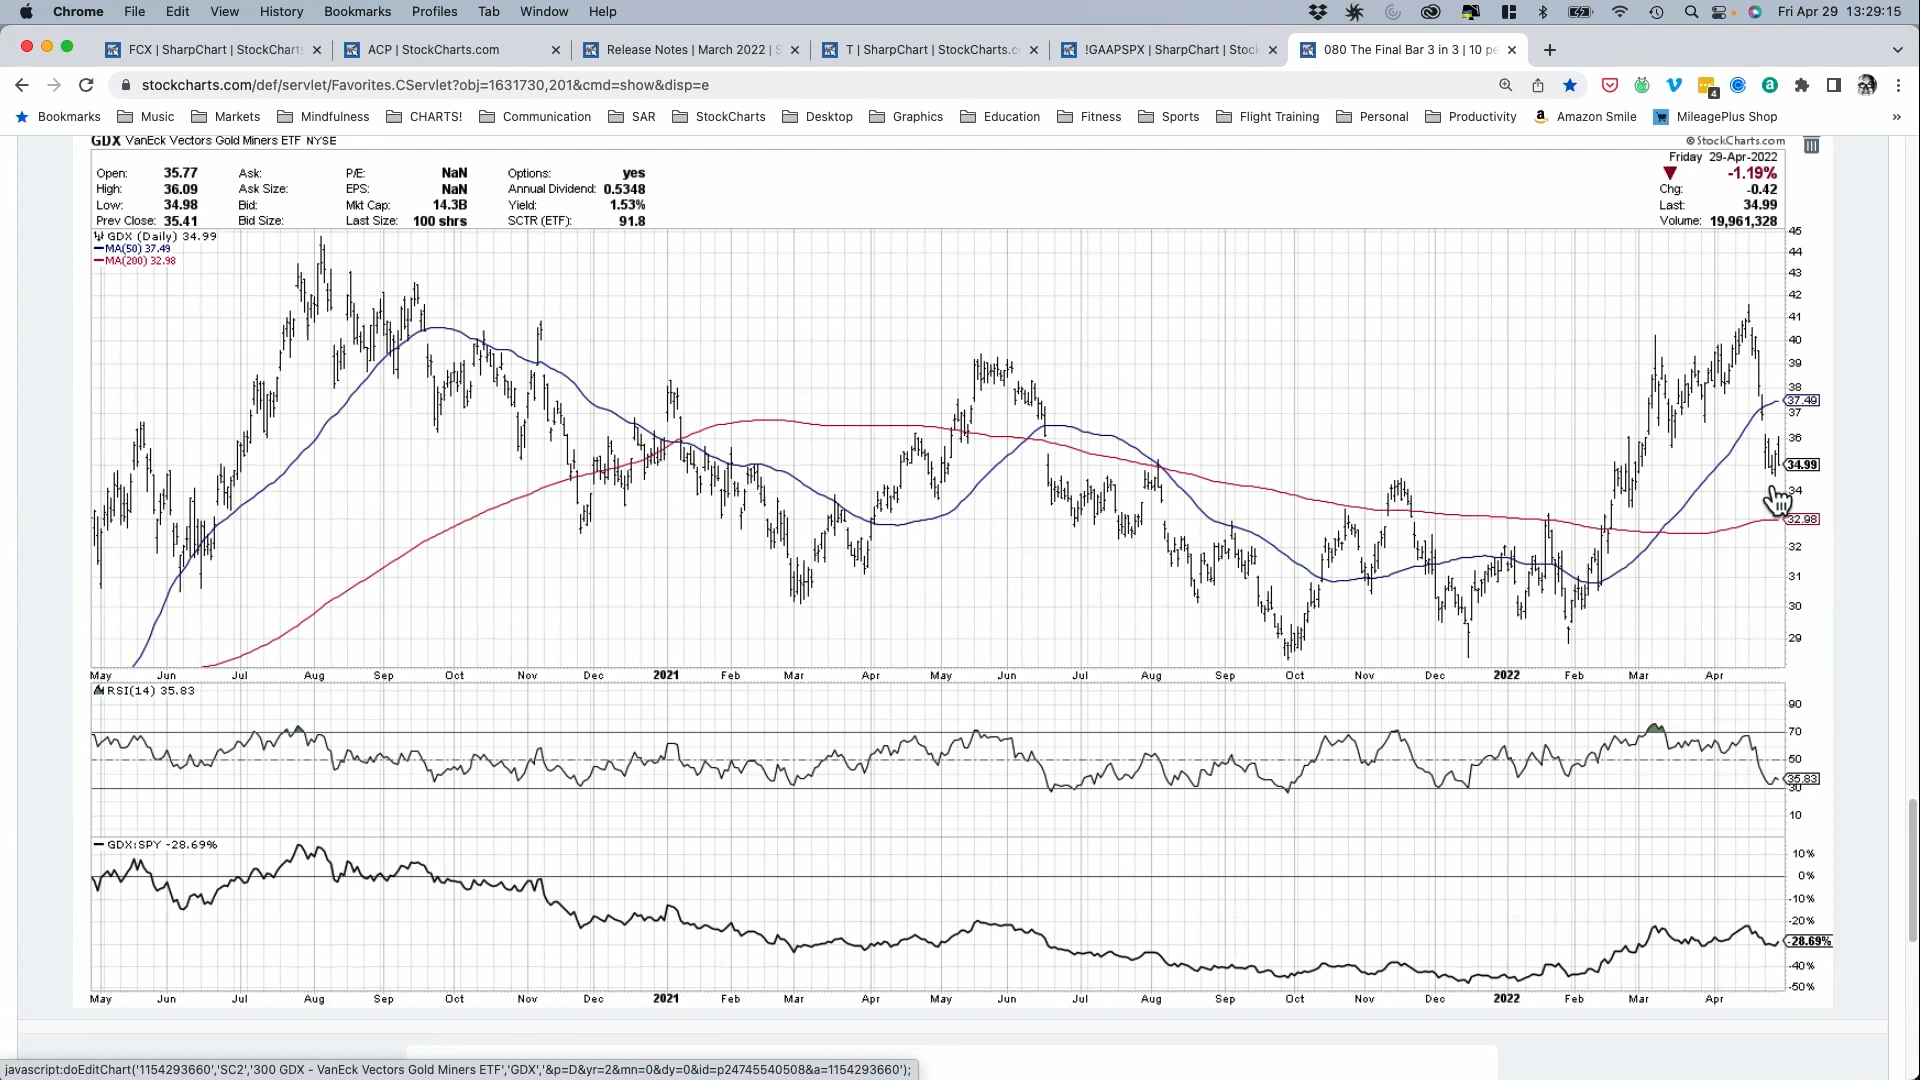 Chrome File Edit View History Bookmarks Profiles Tab Window Help Fri Apr 29 13:29:15
FCX | SharpChart | StockChart ACP | StockCharts.com Release Notes | March 2022 | T | SharpChart | StockCharts.c !GAAPSPX | SharpChart | Stock 080 The Final Bar 3 in 3 | 10 pe
stockcharts.com/def/servlet/Favorites.CServlet?obj=1631730,201&cmd=show&disp=e
4
Bookmarks Music Markets Mindfulness CHARTS! Communication SAR StockCharts Desktop Graphics Education Fitness Sports Flight Training Personal Productivity Amazon Smile MileagePlus Shop »
GDX VanEck Vectors Gold Miners ETF NYSE © StockCharts.com
Friday 29-Apr-2022
Open: 35.77 Ask: P/E: NaN Options: yes -1.19%
High: 36.09 Ask Size: EPS: NaN Annual Dividend: 0.5348 Chg: -0.42
Low: 34.98 Bid: Mkt Cap: 14.3B Yield: 1.53% Last: 34.99
Prev Close: 35.41 Bid Size: Last Size: 100 shrs SCTR (ETF): 91.8 Volume: 19,961,328
GDX (Daily) 34.99
MA(50) 37.49
MA(200) 32.98
45
44
43
42
41
40
39
38
37.49
37
36
34.99
34
32.98
32
31
30
29
May Jun Jul Aug Sep Oct Nov Dec 2021 Feb Mar Apr May Jun Jul Aug Sep Oct Nov Dec 2022 Feb Mar Apr
RSI(14) 35.83
90
70
50
35.83
30
10
GDX:SPY -28.69%
10%
0%
-10%
-20%
-28.69%
-40%
-50%
May Jun Jul Aug Sep Oct Nov Dec 2021 Feb Mar Apr May Jun Jul Aug Sep Oct Nov Dec 2022 Feb Mar Apr
javascript:doEditChart('1154293660','SC2','300 GDX - VanEck Vectors Gold Miners ETF','GDX','&p=D&yr=2&mn=0&dy=0&id=p24745540508&a=1154293660');